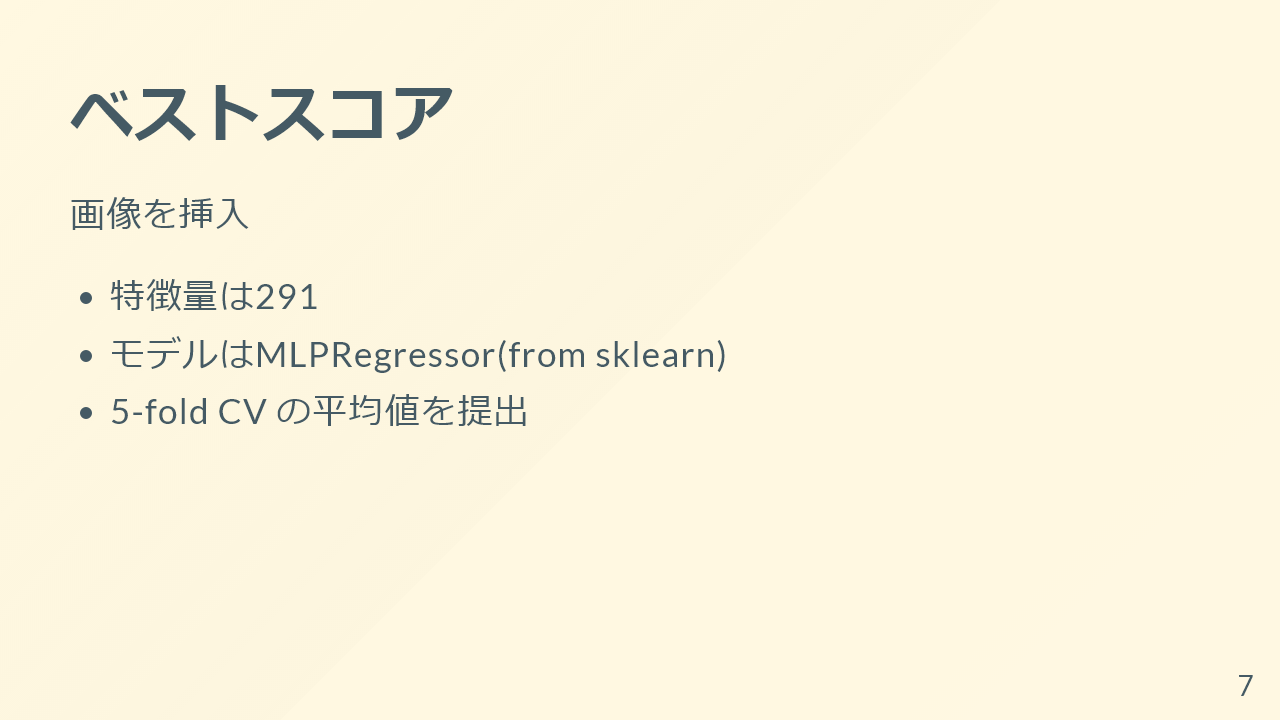 ベストスコア
画像を挿入
• 特徴量は291
• モデルはMLPRegressor(from sklearn)
• 5-fold CV の平均値を提出
7